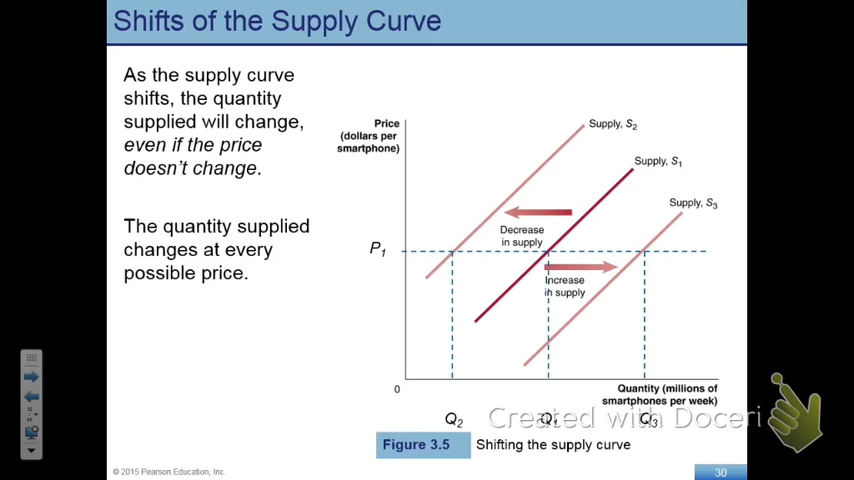 Shifts of the Supply Curve
As the supply curve
shifts, the quantity
supplied will change,
even if the price
doesn't change.
The quantity supplied
changes at every
possible price.
Price
(dollars per
smartphone)
Supply, S2
Supply, S1
Supply, S3
Decrease
in supply
P1
Increase
in supply
0
Quantity (millions of
smartphones per week)
Q2
Q1
Q3
Created with Doceri
Figure 3.5 Shifting the supply curve
© 2015 Pearson Education, Inc.
30